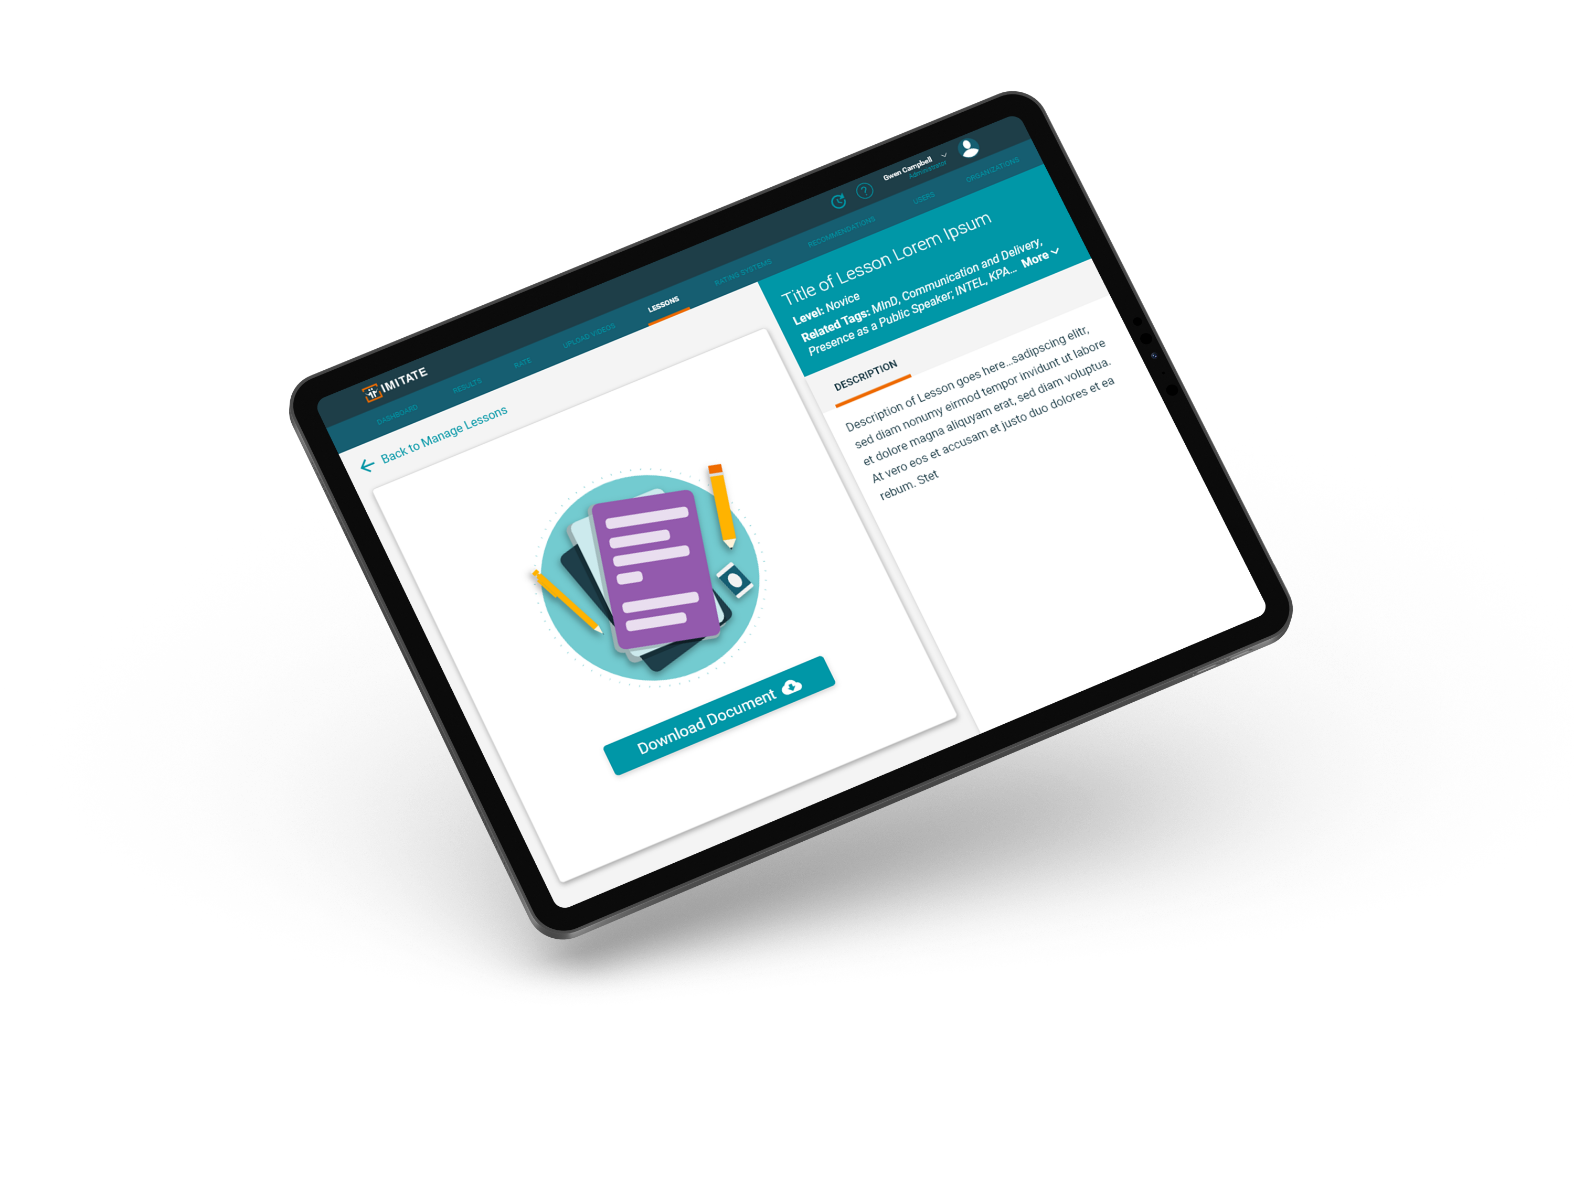 IMITATE
?
Gwen Campbell
Administrator
DASHBOARD
RESULTS
RATE
UPLOAD VIDEOS
LESSONS
RATING SYSTEMS
RECOMMENDATIONS
USERS
ORGANIZATIONS
Back to Manage Lessons
Download Document
Title of Lesson Lorem Ipsum
Level: Novice
Related Tags: MInD, Communication and Delivery,
Presence as a Public Speaker, INTEL, KPA... More
DESCRIPTION
Description of Lesson goes here...sadipscing elitr,
sed diam nonumy eirmod tempor invidunt ut labore
et dolore magna aliquyam erat, sed diam voluptua.
At vero eos et accusam et justo duo dolores et ea
rebum. Stet